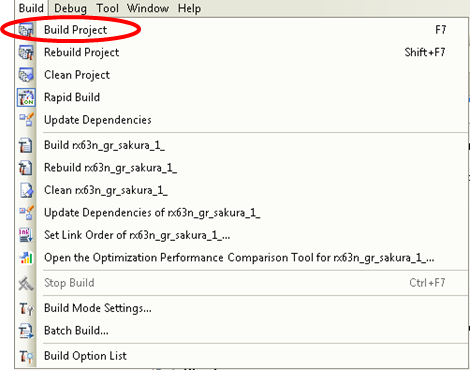 Build Debug Tool Window Help
Build Project F7
Rebuild Project Shift+F7
Clean Project
Rapid Build
Update Dependencies
Build rx63n_gr_sakura_1_
Rebuild rx63n_gr_sakura_1_
Clean rx63n_gr_sakura_1_
Update Dependencies of rx63n_gr_sakura_1_
Set Link Order of rx63n_gr_sakura_1_...
Open the Optimization Performance Comparison Tool for rx63n_gr_sakura_1_...
Stop Build Ctrl+F7
Build Mode Settings...
Batch Build...
Build Option List